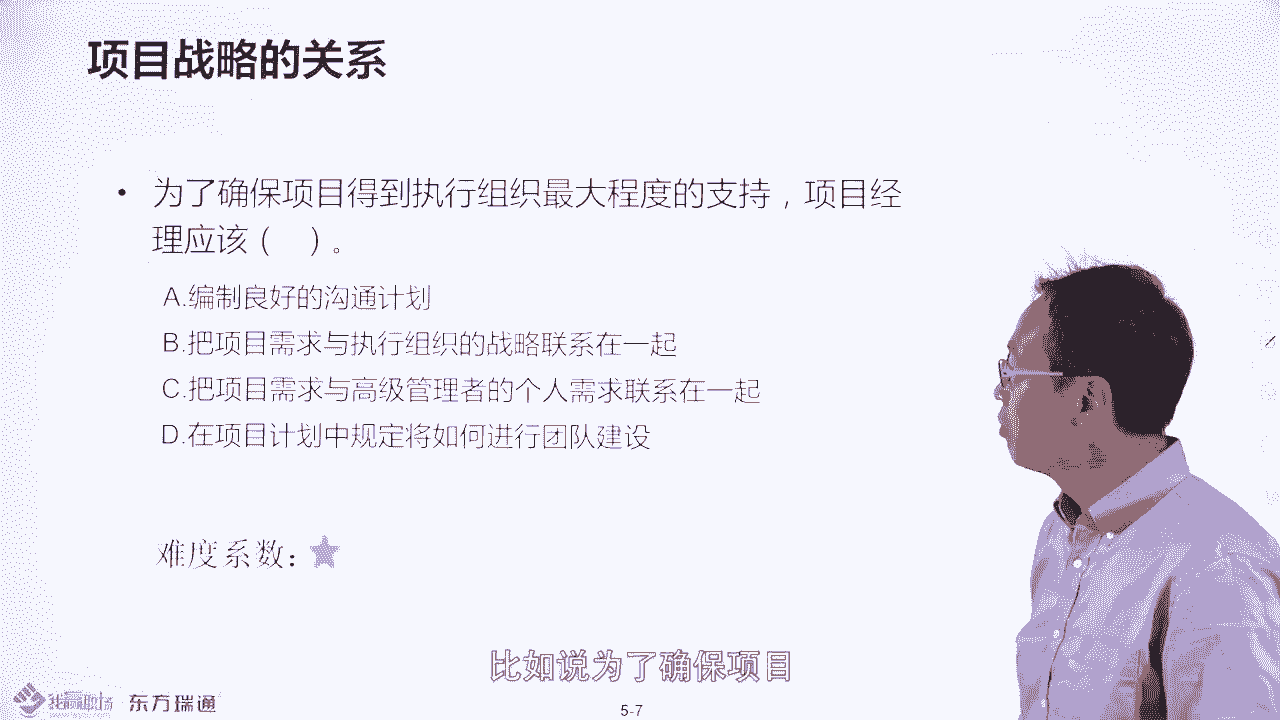 项目战略的关系
• 为了确保项目得到执行组织最大程度的支持，项目经
理应该（ ）。
A.编制良好的沟通计划
B.把项目需求与执行组织的战略联系在一起
C.把项目需求与高级管理者的个人需求联系在一起
D.在项目计划中规定将如何进行团队建设
难度系数：
比如说为了确保项目
东方瑞通
5-7